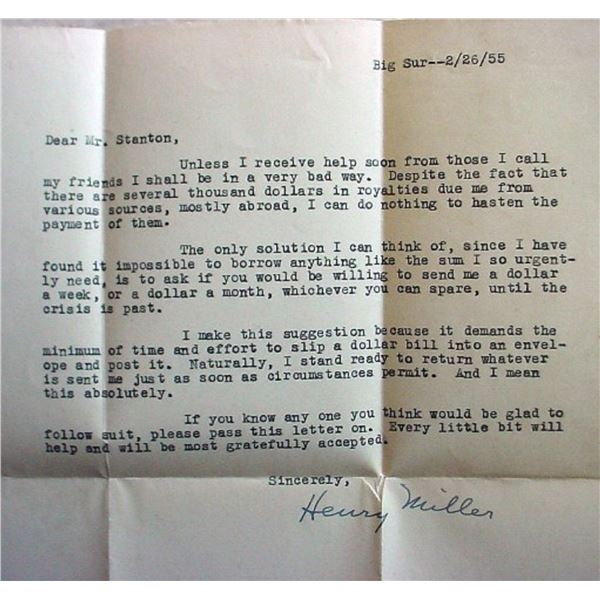 Big Sur--2/26/55
Dear Mr. Stanton,
Unless I receive help soon from those I call
my friends I shall be in a very bad way. Despite the fact that
there are several thousand dollars in royalties due me from
various sources, mostly abroad, I can do nothing to hasten the
payment of them.
The only solution I can think of, since I have
found it impossible to borrow anything like the sum I so urgent-
ly need, is to ask if you would be willing to send me a dollar
a week, or a dollar a month, whichever you can spare, until the
crisis is past.
I make this suggestion because it demands the
minimum of time and effort to slip a dollar bill into an envel-
ope and post it. Naturally, I stand ready to return whatever
is sent me just as soon as circumstances permit. And I mean
this absolutely.
If you know any one you think would be glad to
follow suit, please pass this letter on. Every little bit will
help and will be most gratefully accepted.
Sincerely,
Henry Miller